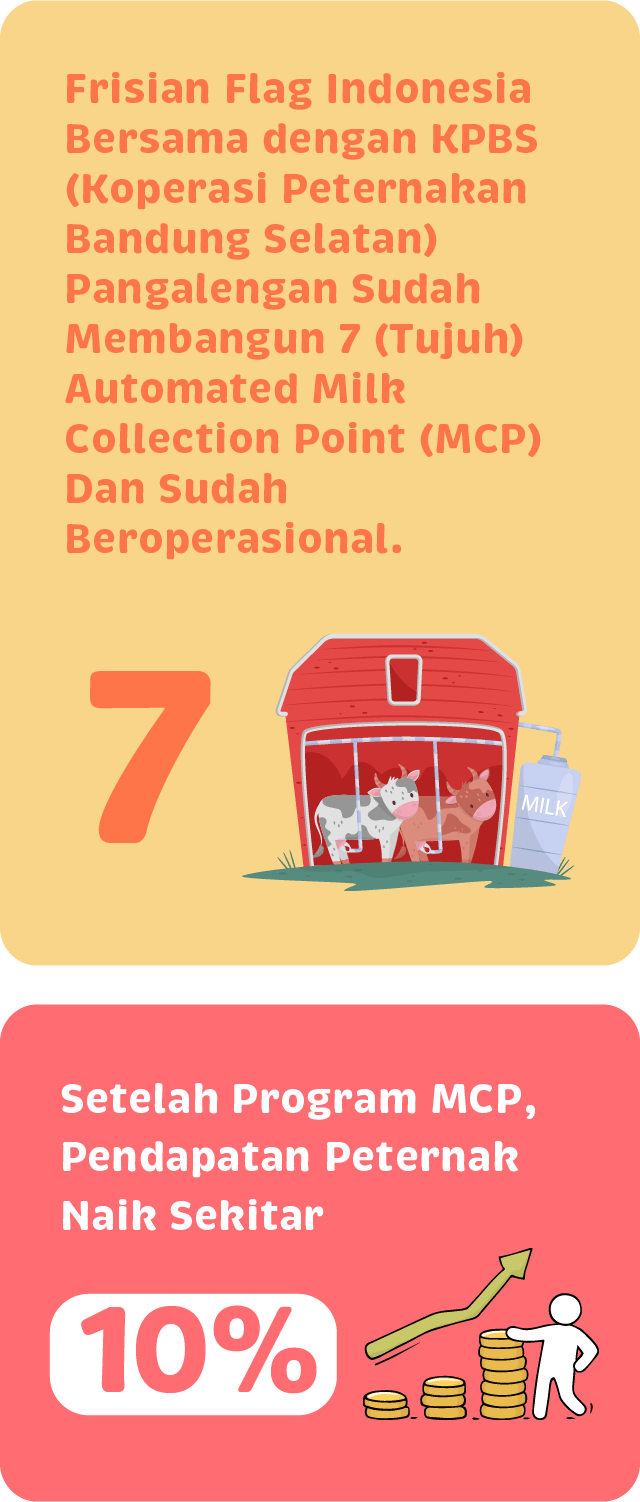 Frisian Flag Indonesia
Bersama dengan KPBS
(Koperasi Peternakan
Bandung Selatan)
Pangalengan Sudah
Membangun 7 (Tujuh)
Automated Milk
Collection Point (MCP)
Dan Sudah
Beroperasional.
7
MILK
Setelah Program MCP,
Pendapatan Peternak
Naik Sekitar
10%